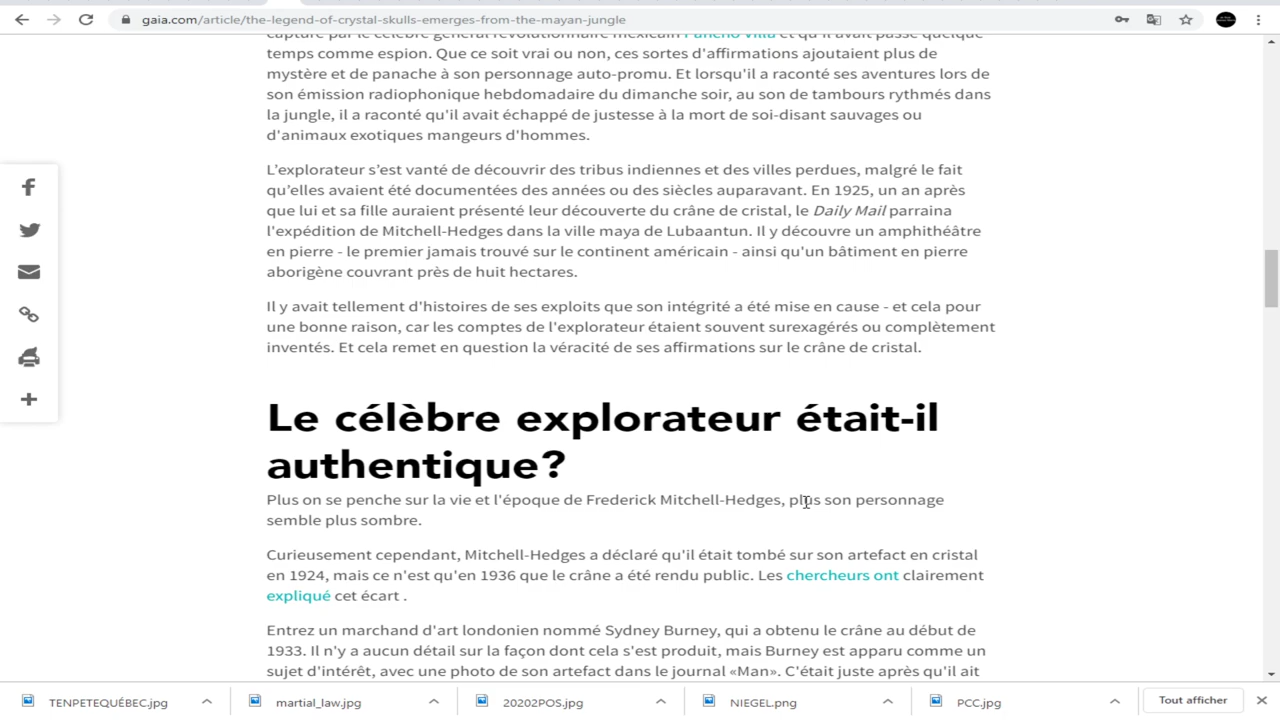 gaia.com/article/the-legend-of-crystal-skulls-emerges-from-the-mayan-jungle
capturé par le célèbre général révolutionnaire mexicain Pancho Villa et qu'il avait passé quelque
temps comme espion. Que ce soit vrai ou non, ces sortes d'affirmations ajoutaient plus de
mystère et de panache à son personnage auto-promu. Et lorsqu'il a raconté ses aventures lors de
son émission radiophonique hebdomadaire du dimanche soir, au son de tambours rythmés dans
la jungle, il a raconté qu'il avait échappé de justesse à la mort de soi-disant sauvages ou
d'animaux exotiques mangeurs d'hommes.
L'explorateur s'est vanté de découvrir des tribus indiennes et des villes perdues, malgré le fait
qu'elles avaient été documentées des années ou des siècles auparavant. En 1925, un an après
que lui et sa fille auraient présenté leur découverte du crâne de cristal, le Daily Mail parraina
l'expédition de Mitchell-Hedges dans la ville maya de Lubaantun. Il y découvre un amphithéâtre
en pierre - le premier jamais trouvé sur le continent américain - ainsi qu'un bâtiment en pierre
aborigène couvrant près de huit hectares.
Il y avait tellement d'histoires de ses exploits que son intégrité a été mise en cause - et cela pour
une bonne raison, car les comptes de l'explorateur étaient souvent surexagérés ou complètement
inventés. Et cela remet en question la véracité de ses affirmations sur le crâne de cristal.
Le célèbre explorateur était-il
authentique?
Plus on se penche sur la vie et l'époque de Frederick Mitchell-Hedges, plus son personnage
semble plus sombre.
Curieusement cependant, Mitchell-Hedges a déclaré qu'il était tombé sur son artefact en cristal
en 1924, mais ce n'est qu'en 1936 que le crâne a été rendu public. Les chercheurs ont clairement
expliqué cet écart .
Entrez un marchand d'art londonien nommé Sydney Burney, qui a obtenu le crâne au début de
1933. Il n'y a aucun détail sur la façon dont cela s'est produit, mais Burney est apparu comme un
sujet d'intérêt, avec une photo de son artefact dans le journal «Man». C'était juste après qu'il ait
TENPETEQUÉBEC.jpg martial_law.jpg 20202POS.jpg NIEGEL.png PCC.jpg Tout afficher